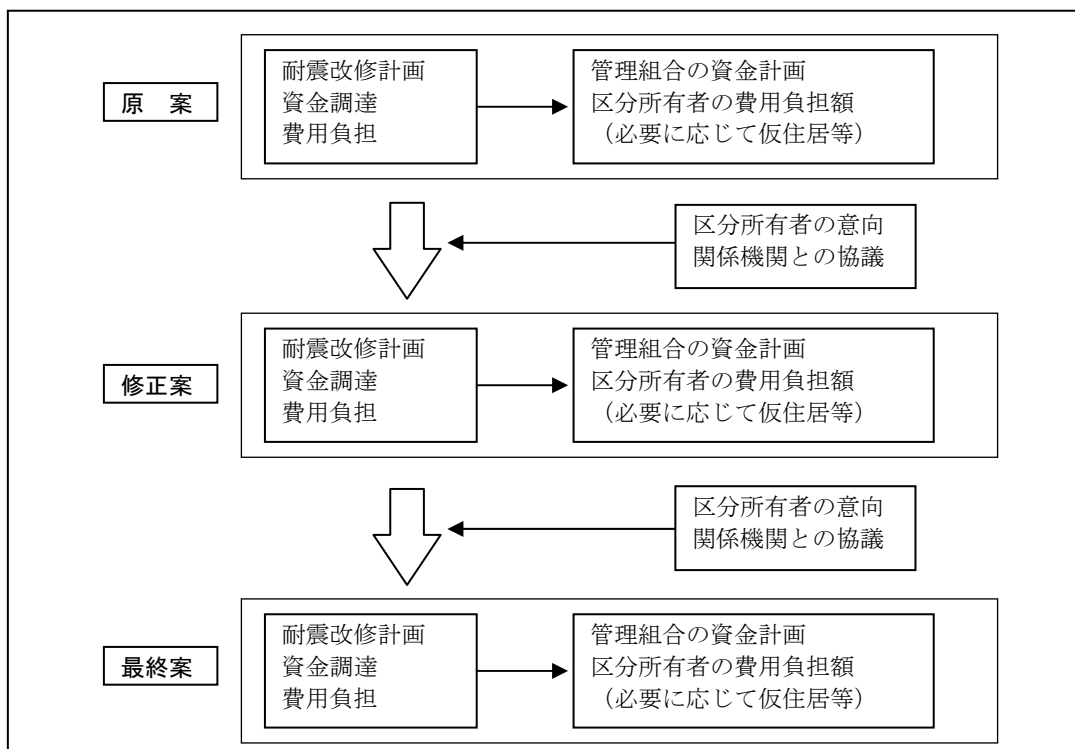 原　案
耐震改修計画
資金調達
費用負担
管理組合の資金計画
区分所有者の費用負担額
（必要に応じて仮住居等）
区分所有者の意向
関係機関との協議
修正案
耐震改修計画
資金調達
費用負担
管理組合の資金計画
区分所有者の費用負担額
（必要に応じて仮住居等）
区分所有者の意向
関係機関との協議
最終案
耐震改修計画
資金調達
費用負担
管理組合の資金計画
区分所有者の費用負担額
（必要に応じて仮住居等）